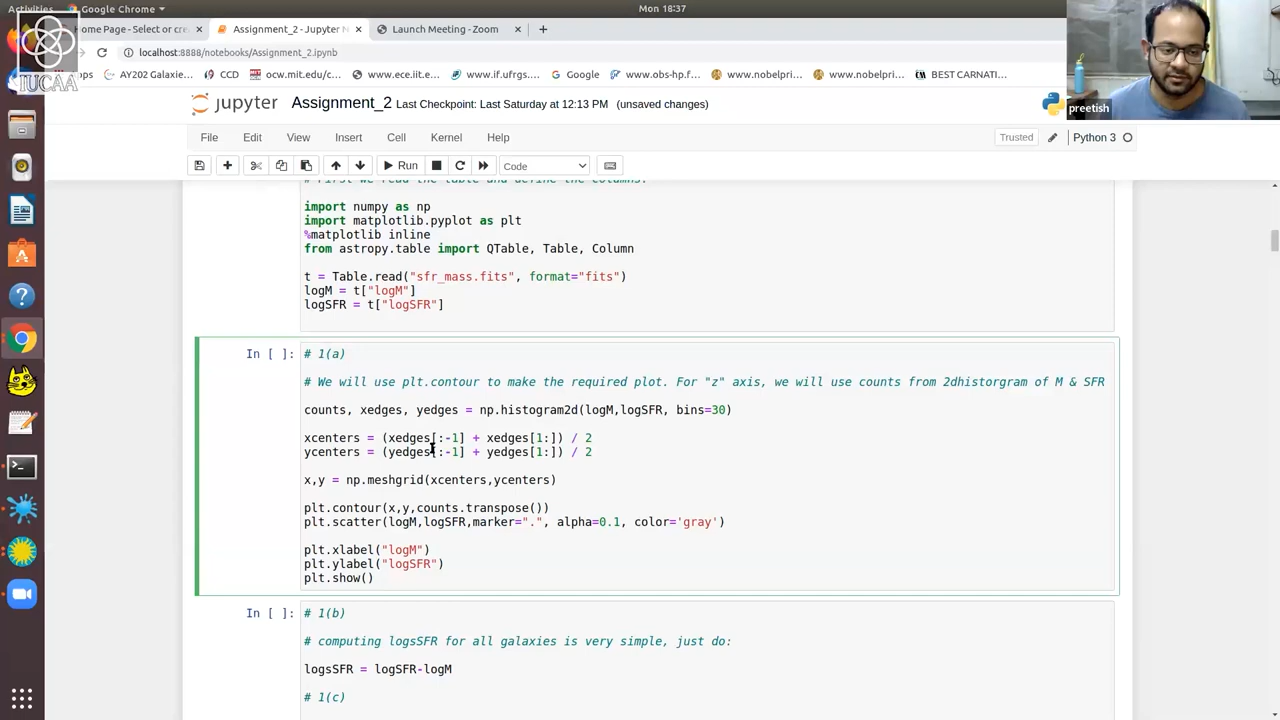 Activities
Google Chrome
Mon 18:37
Home Page - Select or cre
Assignment_2 - Jupyter N
Launch Meeting - Zoom
localhost:8888/notebooks/Assignment_2.ipynb
IUCAA
AY202 Galaxie…
CCD
ocw.mit.edu/c…
www.ece.iit.e…
www.if.ufrgs.…
Google
www.obs-hp.f…
www.nobelpri…
www.nobelpri…
BEST CARNATI…
preetish
jupyter
Assignment_2 Last Checkpoint: Last Saturday at 12:13 PM (unsaved changes)
File Edit View Insert Cell Kernel Help
Trusted
Python 3
Run
Code
# First we read the table and define the columns.
import numpy as np
import matplotlib.pyplot as plt
%matplotlib inline
from astropy.table import QTable, Table, Column
t = Table.read("sfr_mass.fits", format="fits")
logM = t["logM"]
logSFR = t["logSFR"]
In [ ]:
# 1(a)
# We will use plt.contour to make the required plot. For "z" axis, we will use counts from 2dhistorgram of M & SFR
counts, xedges, yedges = np.histogram2d(logM,logSFR, bins=30)
xcenters = (xedges[:-1] + xedges[1:]) / 2
ycenters = (yedges[:-1] + yedges[1:]) / 2
x,y = np.meshgrid(xcenters,ycenters)
plt.contour(x,y,counts.transpose())
plt.scatter(logM,logSFR,marker=".", alpha=0.1, color='gray')
plt.xlabel("logM")
plt.ylabel("logSFR")
plt.show()
In [ ]:
# 1(b)
# computing logsSFR for all galaxies is very simple, just do:
logsSFR = logSFR-logM
# 1(c)